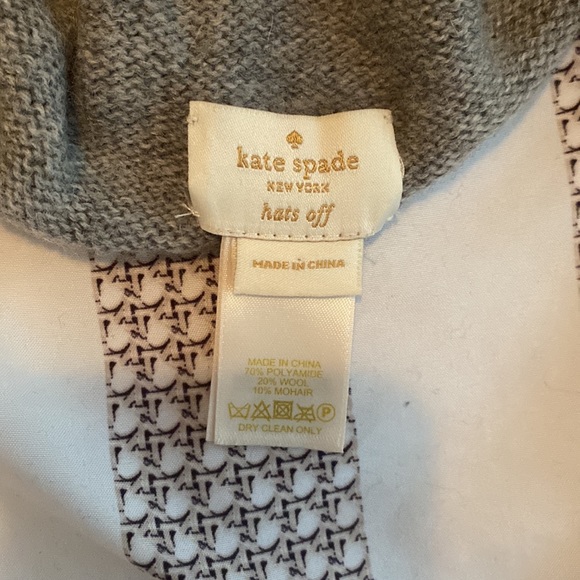 kate spade
NEW YORK
hats off
MADE IN CHINA
MADE IN CHINA
70% POLYAMIDE
20% WOOL
10% MOHAIR
P
DRY CLEAN ONLY